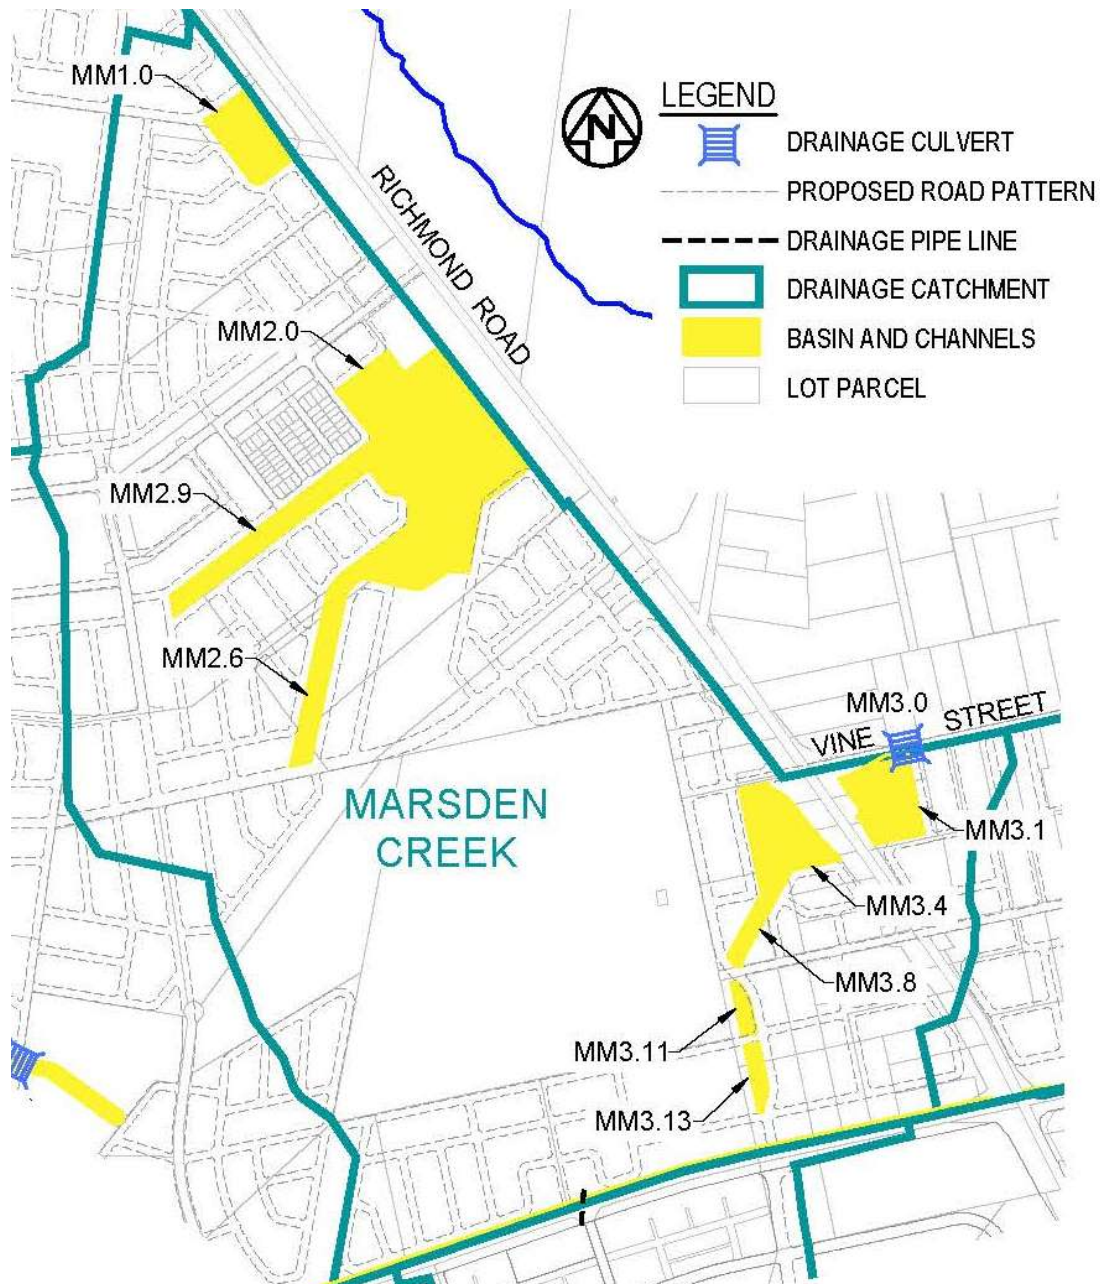 MM1.0
N
LEGEND
DRAINAGE CULVERT
PROPOSED ROAD PATTERN
DRAINAGE PIPE LINE
DRAINAGE CATCHMENT
BASIN AND CHANNELS
LOT PARCEL
RICHMOND ROAD
MM2.0
MM2.9
MM2.6
MM3.0
VINE STREET
MARSDEN
CREEK
MM3.1
MM3.4
MM3.8
MM3.11
MM3.13